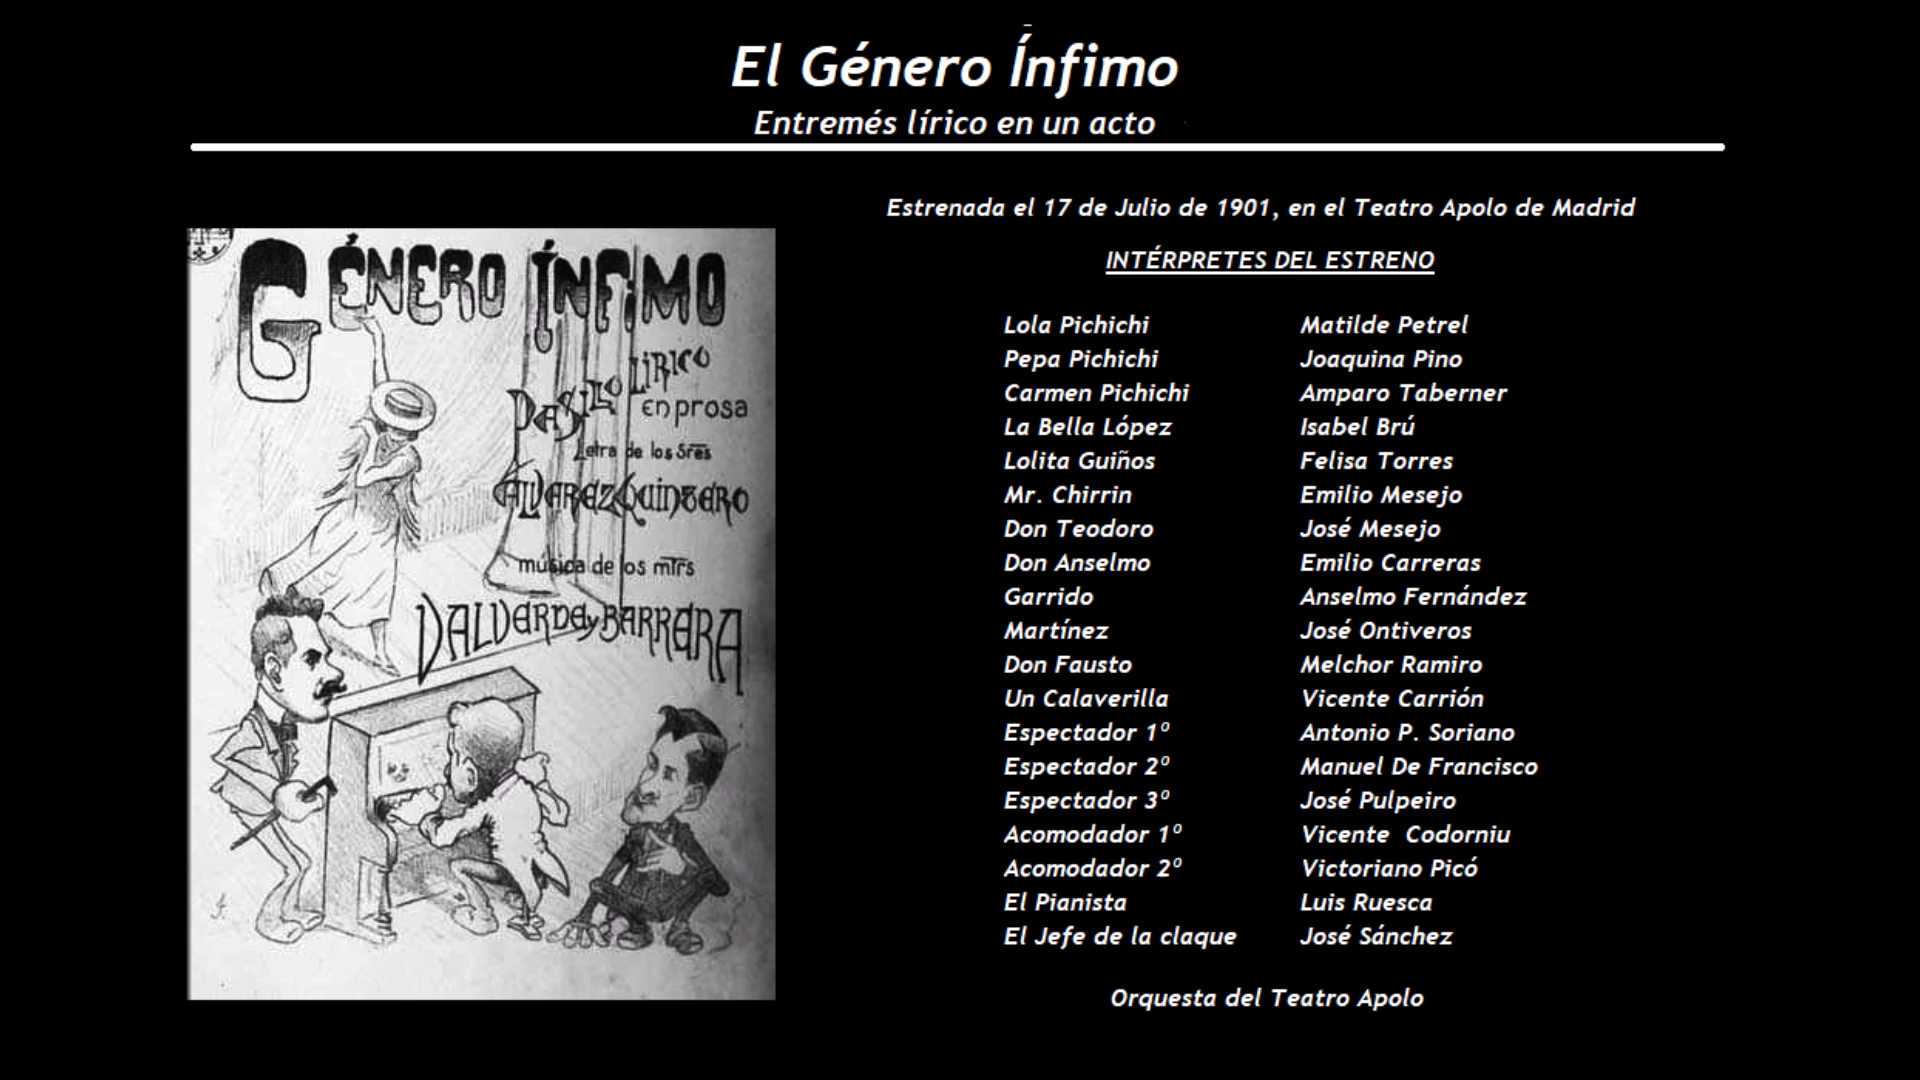 El Género Ínfimo
Entremés lírico en un acto
Estrenada el 17 de Julio de 1901, en el Teatro Apolo de Madrid
INTÉRPRETES DEL ESTRENO
Lola Pichichi Matilde Petrel
Pepa Pichichi Joaquina Pino
Carmen Pichichi Amparo Taberner
La Bella López Isabel Brú
Lolita Guiños Felisa Torres
Mr. Chirrin Emilio Mesejo
Don Teodoro José Mesejo
Don Anselmo Emilio Carreras
Garrido Anselmo Fernández
Martínez José Ontiveros
Don Fausto Melchor Ramiro
Un Calaverilla Vicente Carrión
Espectador 1º Antonio P. Soriano
Espectador 2º Manuel De Francisco
Espectador 3º José Pulpeiro
Acomodador 1º Vicente Codorniu
Acomodador 2º Victoriano Picó
El Pianista Luis Ruesca
El Jefe de la claque José Sánchez
Orquesta del Teatro Apolo
GÉNERO ÍNFiMO
PASiLLO LiRiCO
en prosa
Letra de los Sres
ALVAREZ QUiNTERO
música de los mtrs
VALVERDE y BARRERA